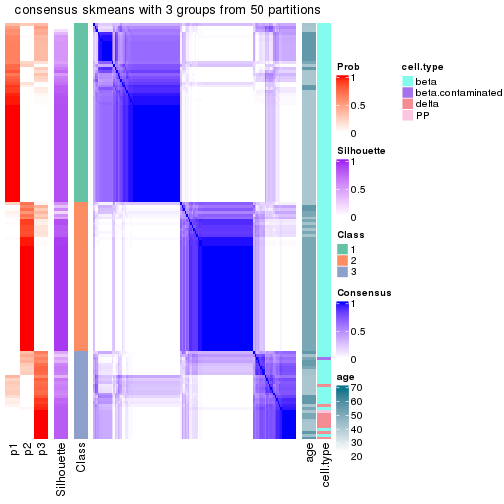 consensus skmeans with 3 groups from 50 partitions
Prob
1
0.5
0
Silhouette
1
0.5
0
Class
1
2
3
Consensus
1
0.5
0
age
70
60
50
40
30
20
cell.type
beta
beta.contaminated
delta
PP
p1
p2
p3
Silhouette
Class
age
cell.type